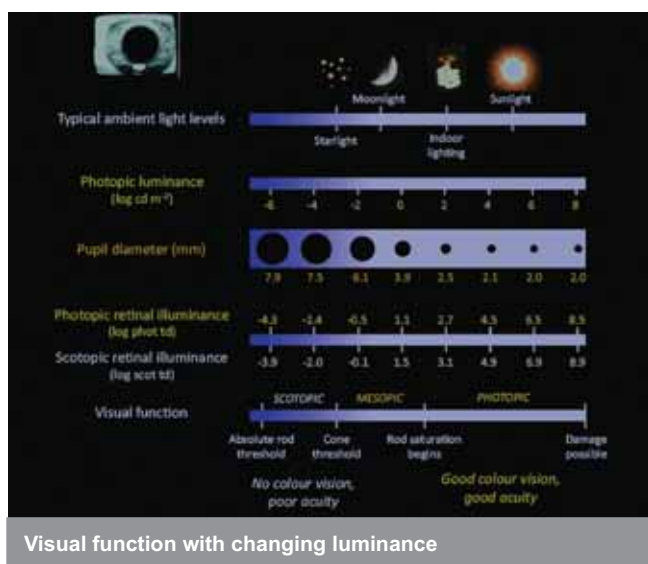 Moonlight Sunlight
Typical ambient light levels
Starlight Indoor
lighting
Photopic luminance
(log cd m⁻²)
-6 -4 -2 0 2 4 6 8
Pupil diameter (mm)
7.9 7.5 6.1 3.9 2.5 2.1 2.0 2.0
Photopic retinal illuminance
(log phot td)
-4.3 -2.4 -0.5 1.1 2.7 4.5 6.5 8.5
Scotopic retinal illuminance
(log scot td)
-3.9 -2.0 -0.1 1.5 3.1 4.9 6.9 8.9
SCOTOPIC MESOPIC PHOTOPIC
Visual function
Absolute rod Cone Rod saturation Damage
threshold threshold begins possible
No colour vision, Good colour vision,
poor acuity good acuity
Visual function with changing luminance